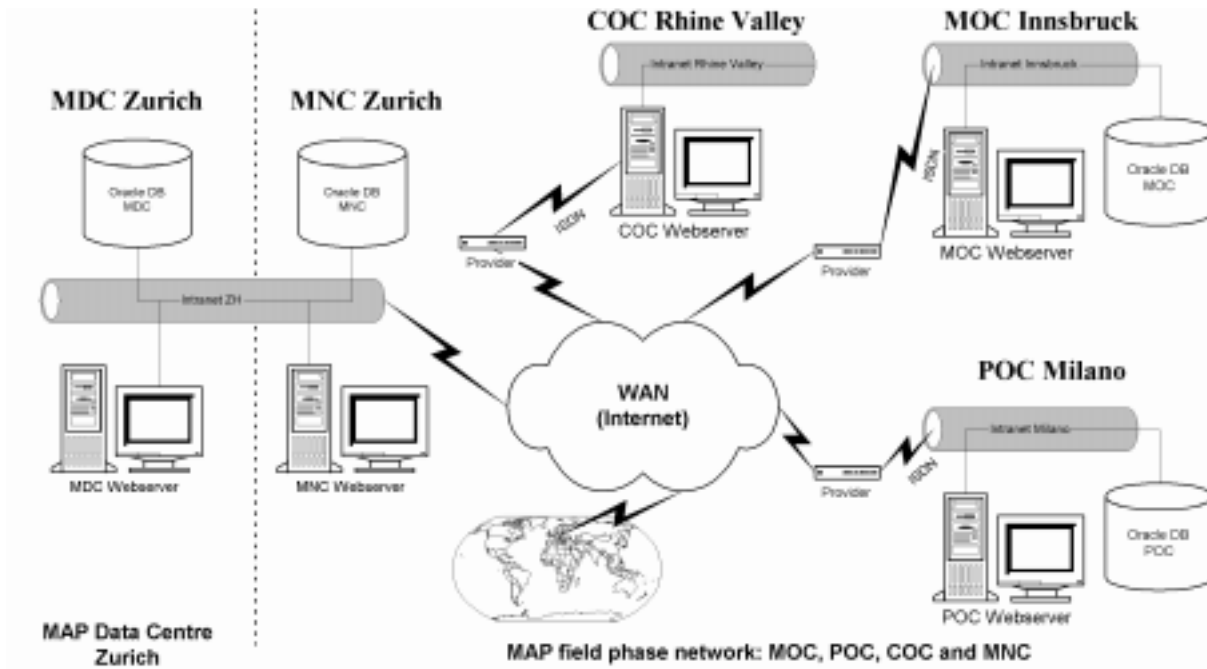 COC Rhine Valley
MOC Innsbruck
Intranet Rhine Valley
Intranet Innsbruck
MDC Zurich
MNC Zurich
Oracle DB
MDC
Oracle DB
MNC
ISDN
ISDN
Oracle DB
MOC
COC Webserver
MOC Webserver
Provider
Provider
Intranet ZH
WAN
(Internet)
POC Milano
Intranet Milano
MDC Webserver
MNC Webserver
Provider
ISDN
Oracle DB
POC
POC Webserver
MAP Data Centre
Zurich
MAP field phase network: MOC, POC, COC and MNC